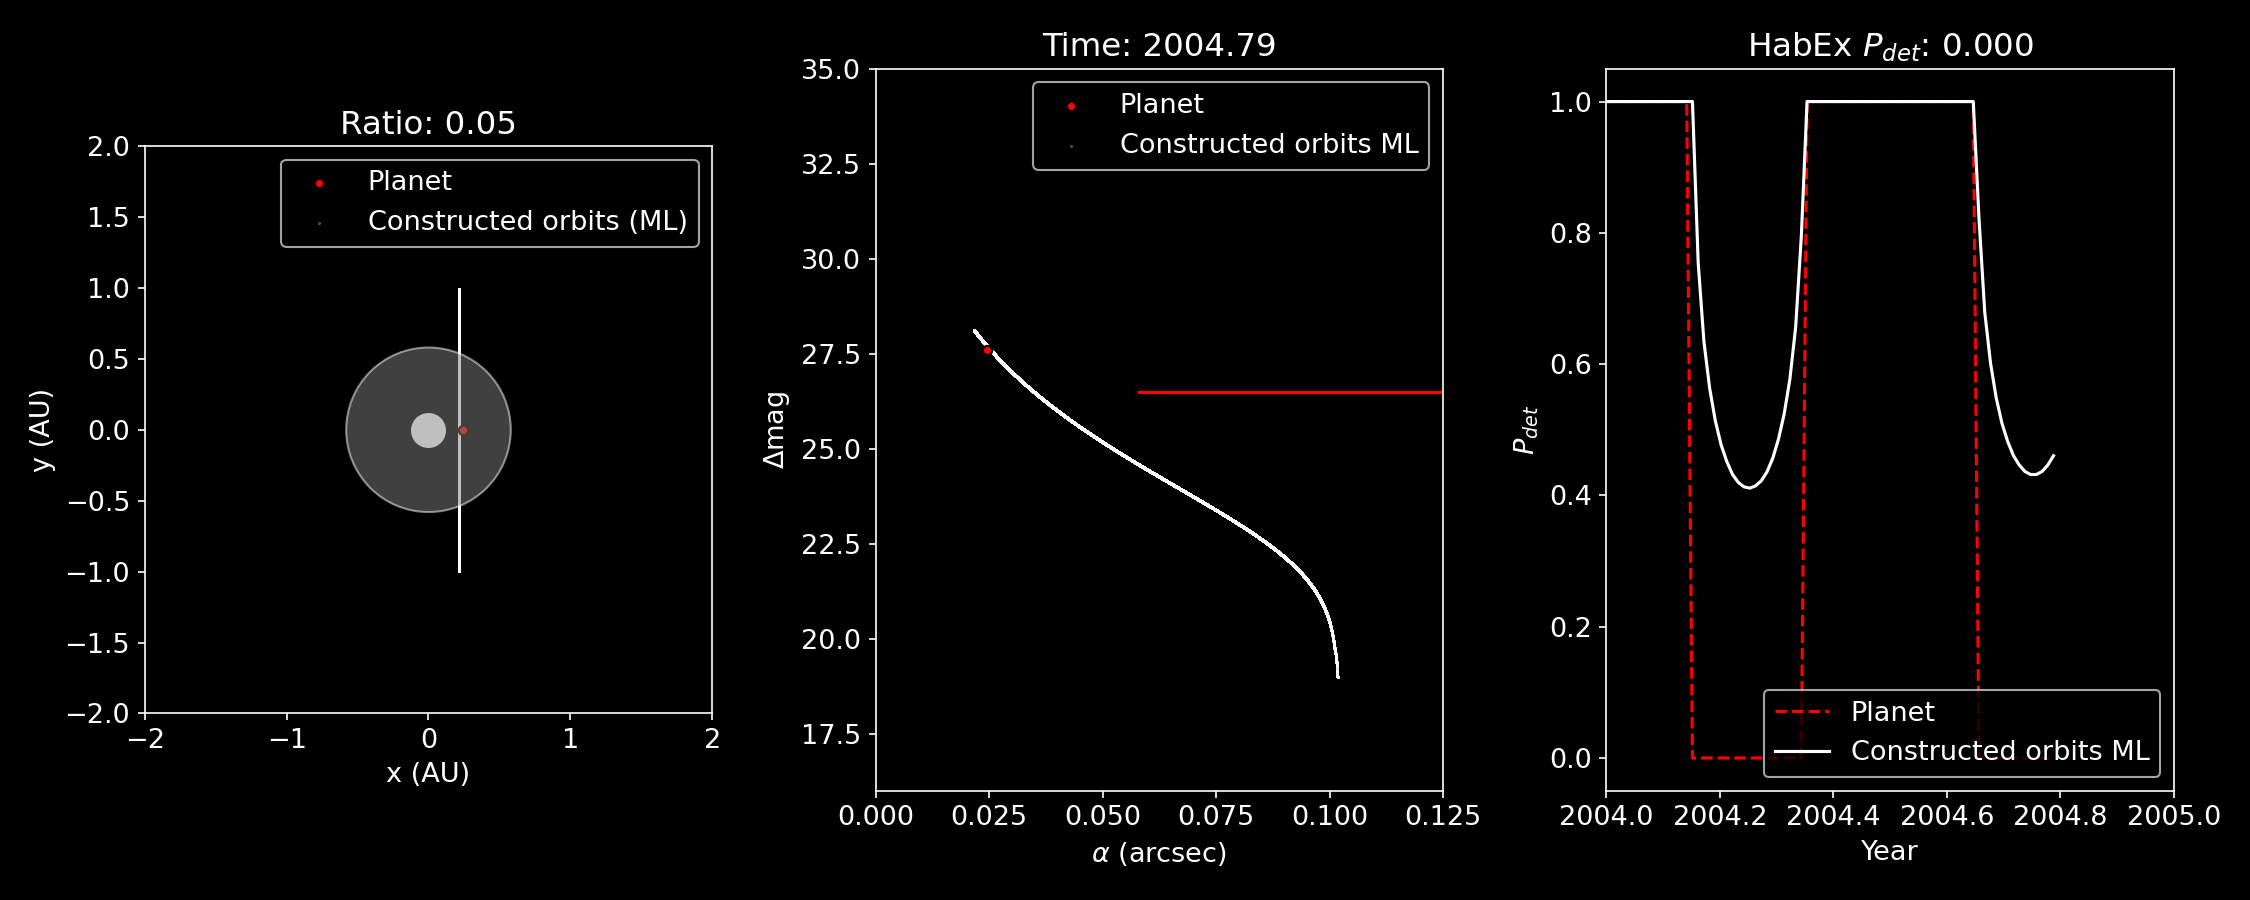 Ratio: 0.05
Planet
Constructed orbits (ML)
2.0
1.5
1.0
0.5
0.0
−0.5
−1.0
−1.5
−2.0
y (AU)
−2 −1 0 1 2
x (AU)
Time: 2004.79
Planet
Constructed orbits ML
35.0
32.5
30.0
27.5
25.0
22.5
20.0
17.5
Δmag
0.000 0.025 0.050 0.075 0.100 0.125
α (arcsec)
HabEx P_det: 0.000
1.0
0.8
0.6
0.4
0.2
0.0
P_det
Planet
Constructed orbits ML
2004.0 2004.2 2004.4 2004.6 2004.8 2005.0
Year